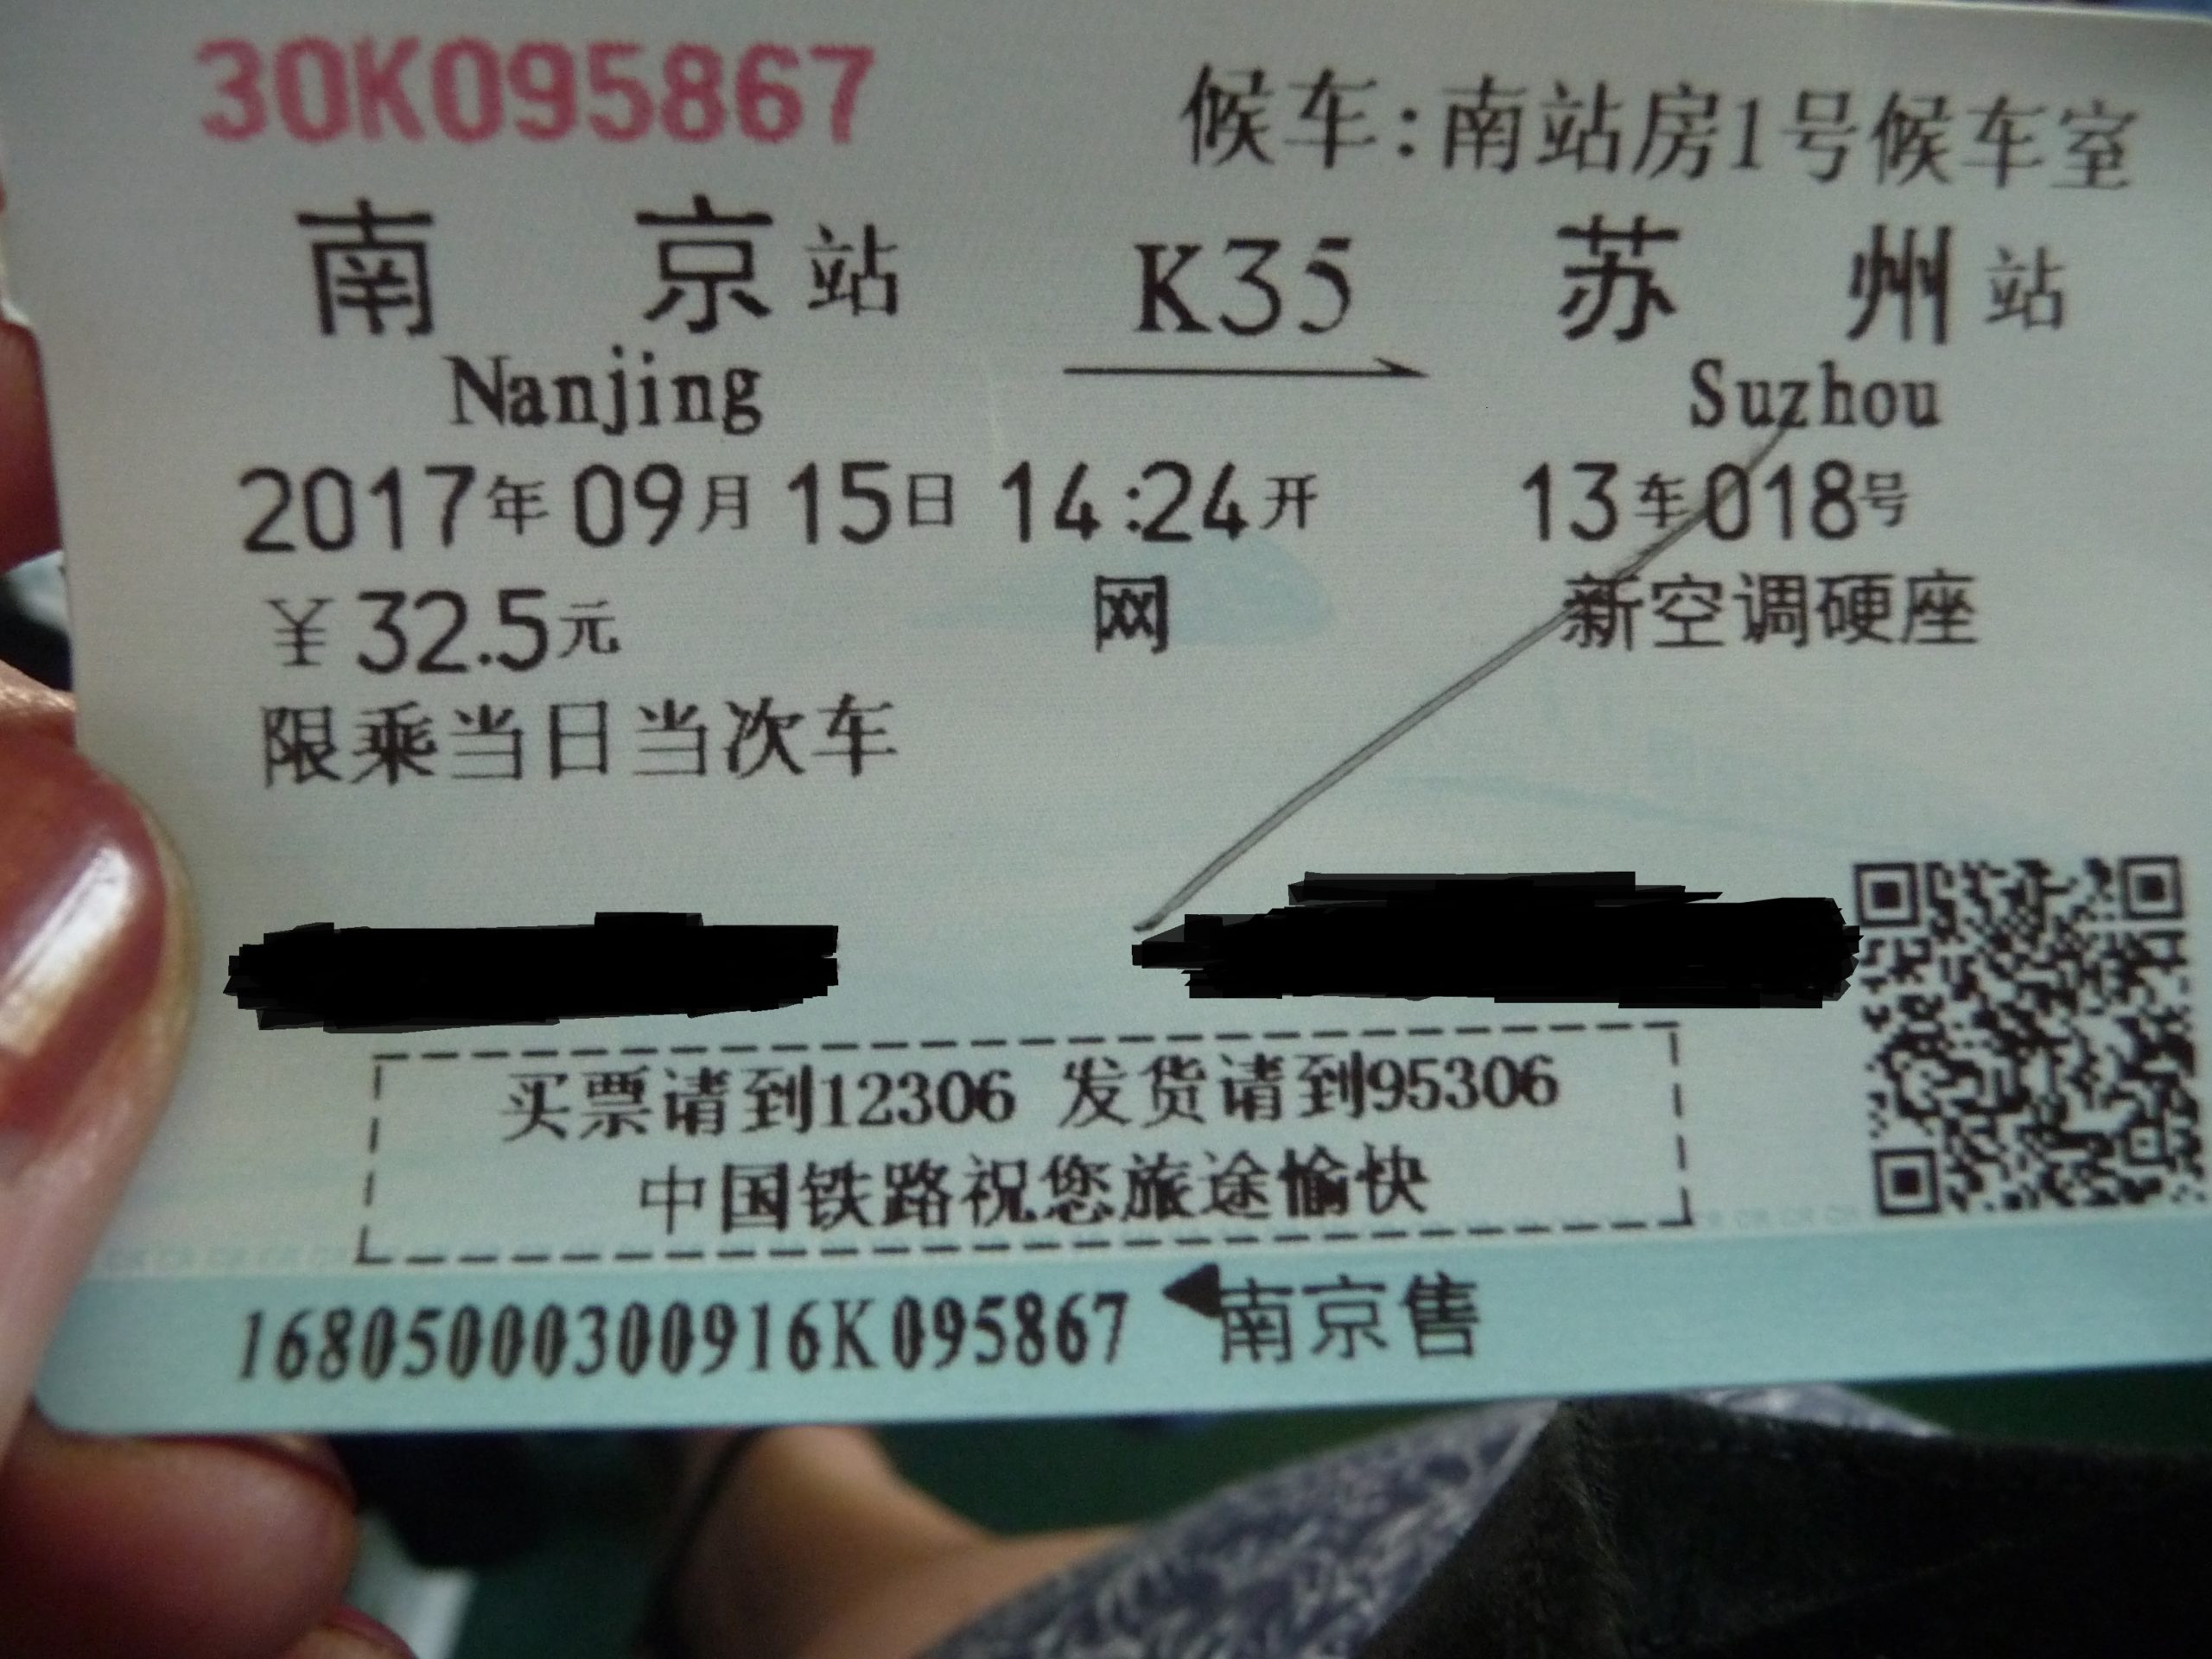 30K095867
候车:南站房1号候车室
南京站 K35 苏州站
Nanjing Suzhou
2017年09月15日 14:24开 13车018号
¥32.5元 网 新空调硬座
限乘当日当次车
买票请到12306 发货请到95306
中国铁路祝您旅途愉快
16805000300916K095867 南京售